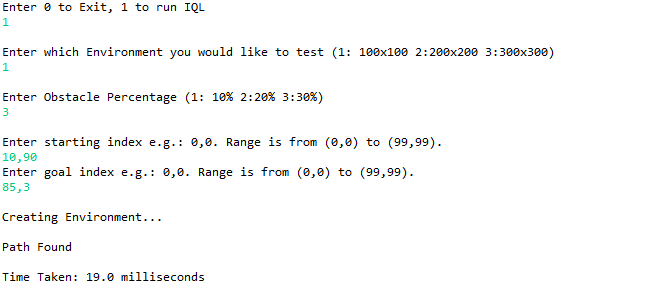 Enter 0 to Exit, 1 to run IQL
1
Enter which Environment you would like to test (1: 100x100 2:200x200 3:300x300)
1
Enter Obstacle Percentage (1: 10% 2:20% 3:30%)
3
Enter starting index e.g.: 0,0. Range is from (0,0) to (99,99).
10,90
Enter goal index e.g.: 0,0. Range is from (0,0) to (99,99).
85,3
Creating Environment...
Path Found
Time Taken: 19.0 milliseconds